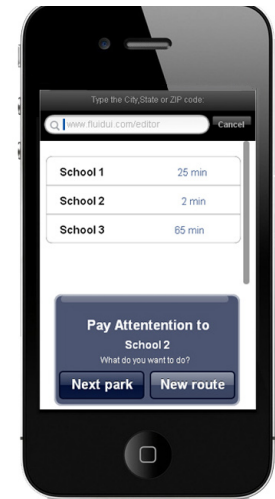 Type the City,State or ZIP code:
www.fluidui.com/editor Cancel
School 1 25 min
School 2 2 min
School 3 65 min
Pay Attentention to
School 2
What do you want to do?
Next park New route